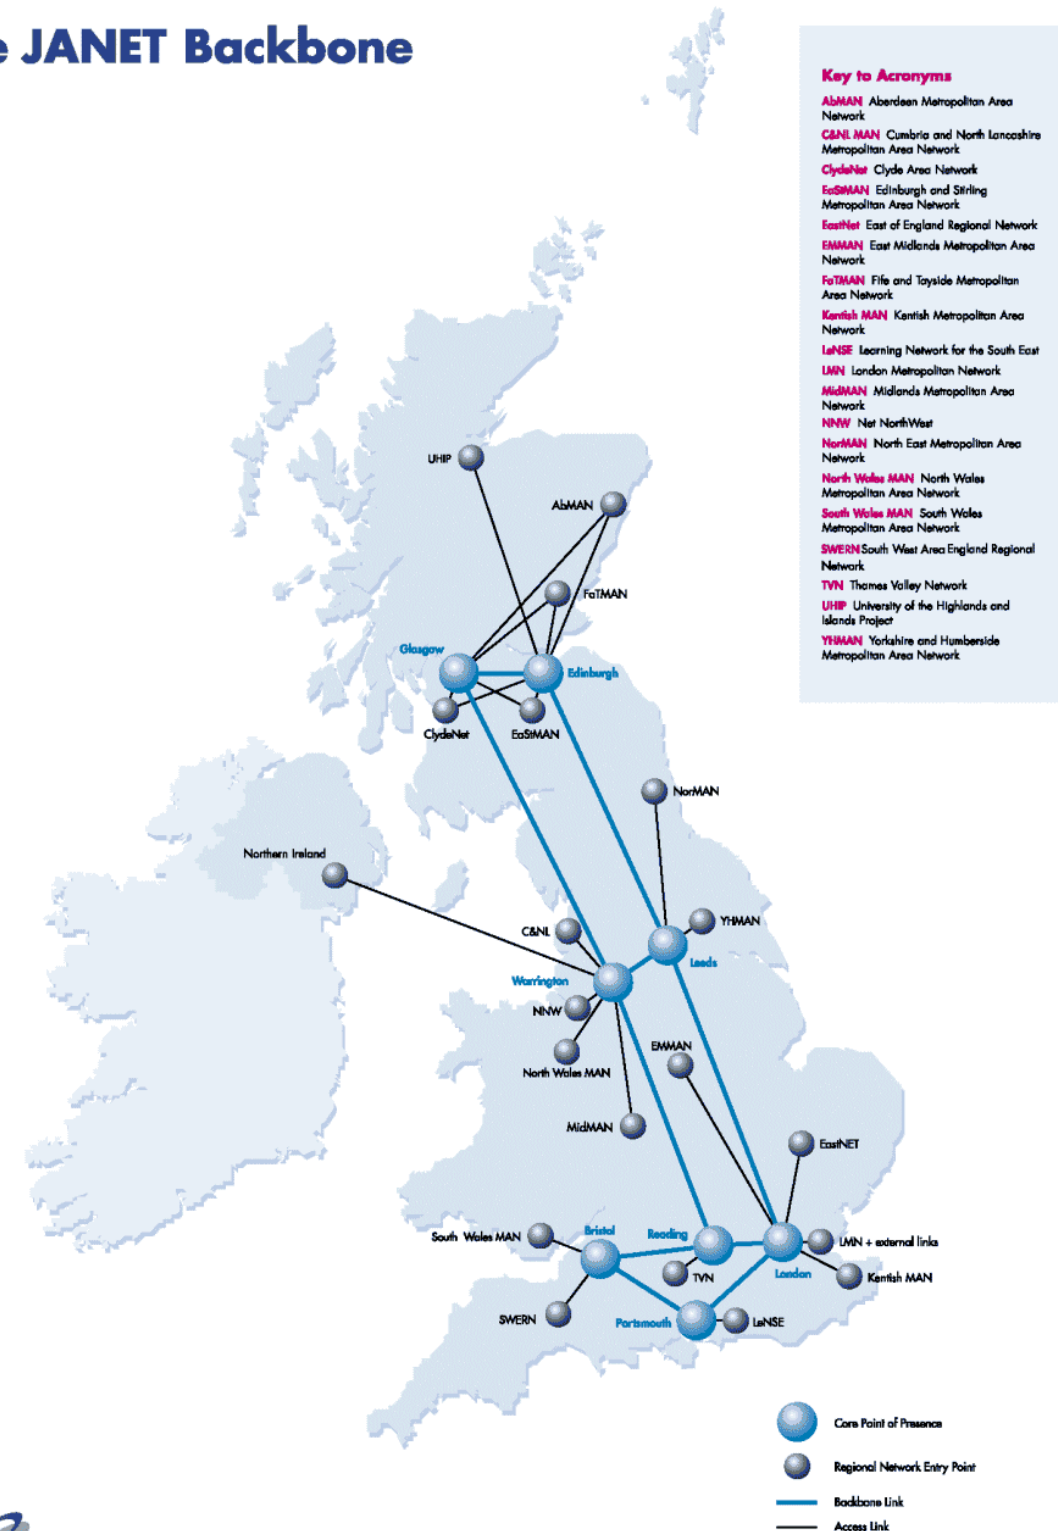 e JANET Backbone
Key to Acronyms
AbMAN Aberdeen Metropolitan Area
Network
C&NL MAN Cumbria and North Lancashire
Metropolitan Area Network
ClydeNet Clyde Area Network
EaStMAN Edinburgh and Stirling
Metropolitan Area Network
EastNet East of England Regional Network
EMMAN East Midlands Metropolitan Area
Network
FaTMAN Fife and Tayside Metropolitan
Area Network
Kentish MAN Kentish Metropolitan Area
Network
LeNSE Learning Network for the South East
LMN London Metropolitan Network
MidMAN Midlands Metropolitan Area
Network
NNW Net NorthWest
NorMAN North East Metropolitan Area
Network
North Wales MAN North Wales
Metropolitan Area Network
South Wales MAN South Wales
Metropolitan Area Network
SWERN South West Area England Regional
Network
TVN Thames Valley Network
UHIP University of the Highlands and
Islands Project
YHMAN Yorkshire and Humberside
Metropolitan Area Network
UHIP
AbMAN
FaTMAN
Glasgow
Edinburgh
ClydeNet
EaStMAN
NorMAN
Northern Ireland
YHMAN
C&NL
Leeds
Warrington
NNW
EMMAN
North Wales MAN
MidMAN
EastNET
Bristol
Reading
South Wales MAN
LMN + external links
London
TVN
Kentish MAN
SWERN
Portsmouth
LeNSE
Core Point of Presence
Regional Network Entry Point
Backbone Link
Access Link